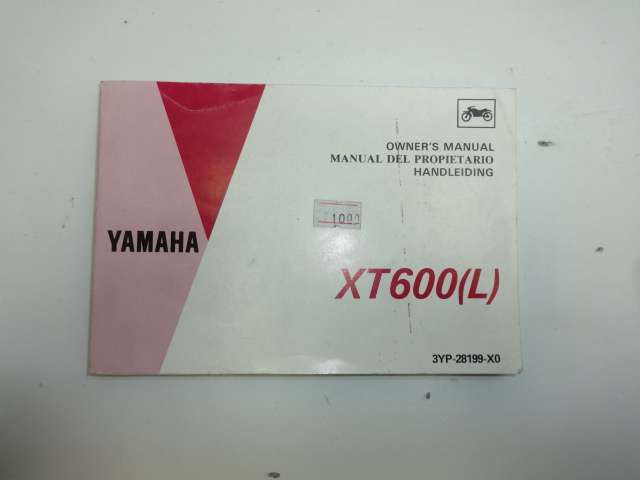 OWNER'S MANUAL
MANUAL DEL PROPIETARIO
HANDLEIDING
YAMAHA
XT600(L)
3YP-28199-X0